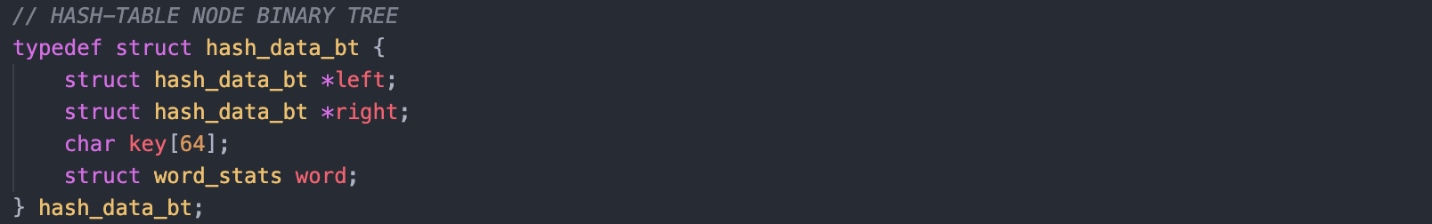 // HASH-TABLE NODE BINARY TREE
typedef struct hash_data_bt {
    struct hash_data_bt *left;
    struct hash_data_bt *right;
    char key[64];
    struct word_stats word;
} hash_data_bt;